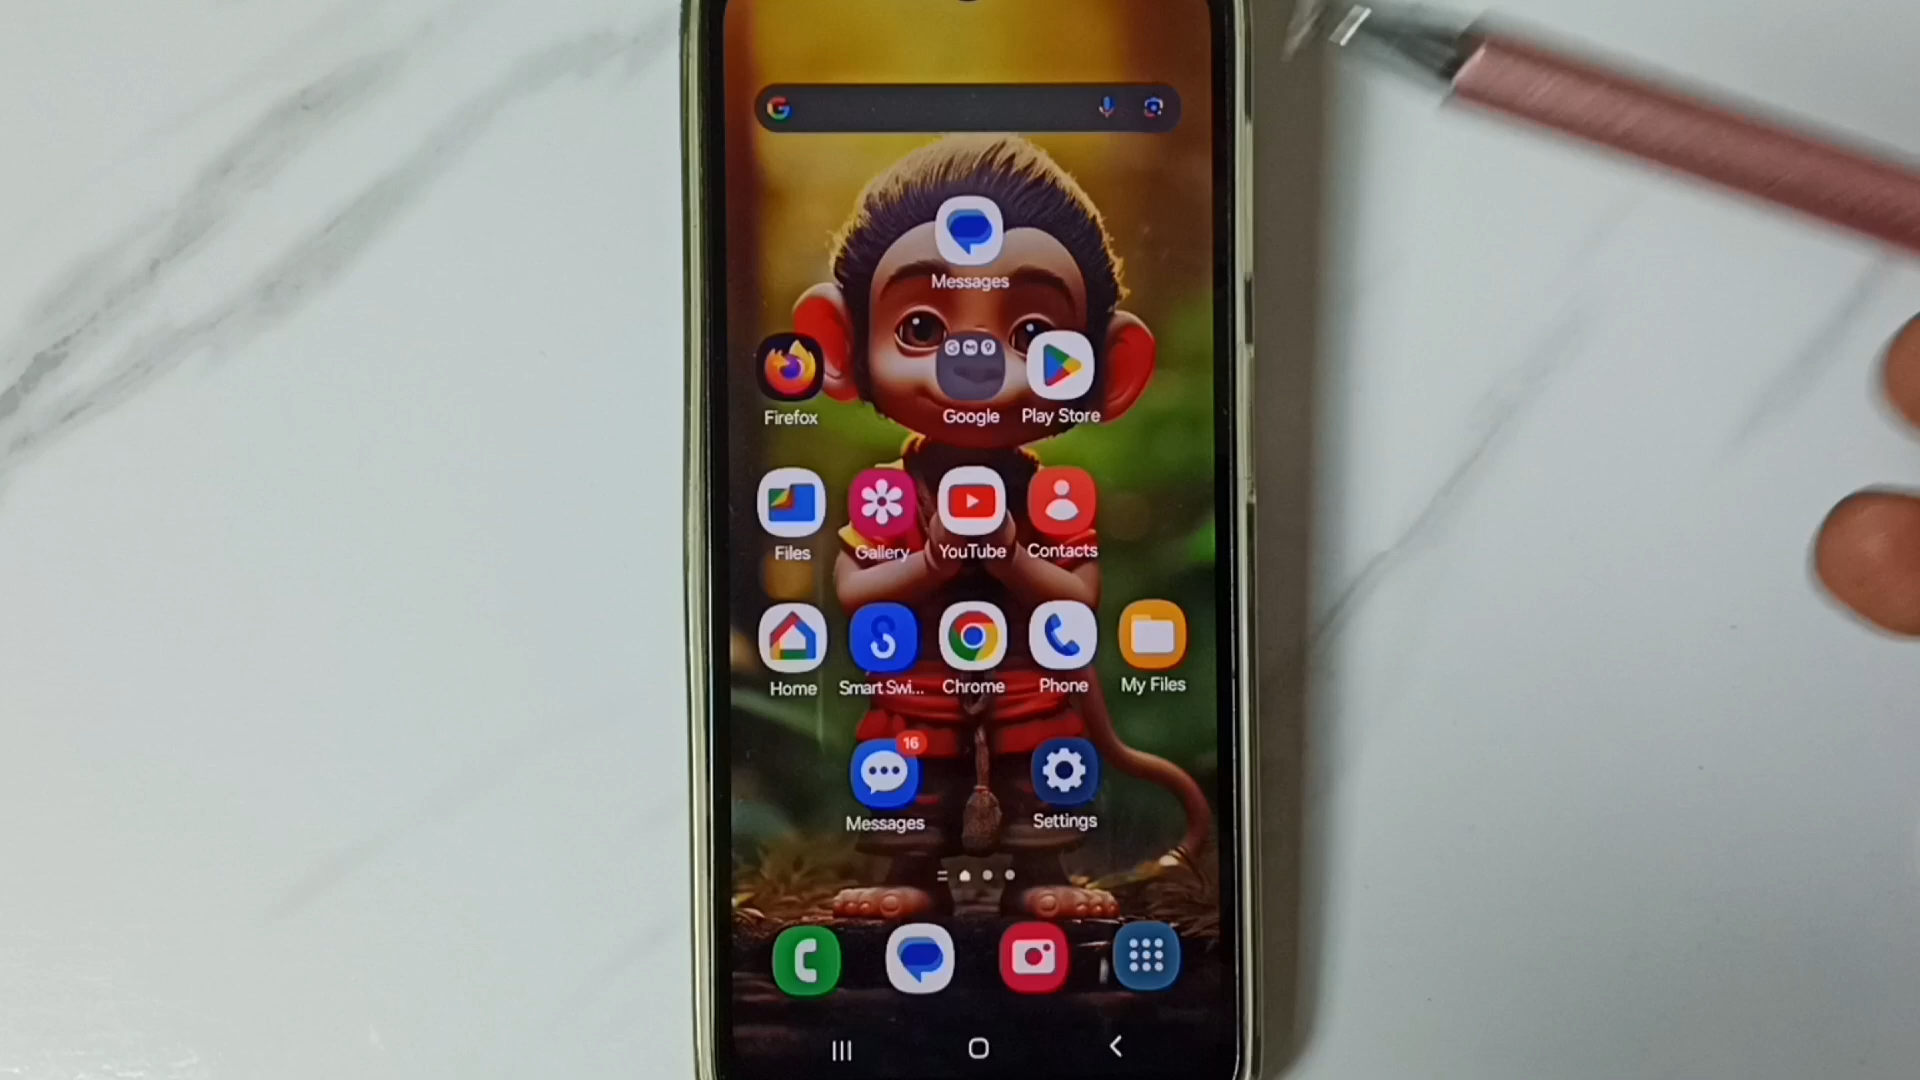 Messages
Firefox
Google
Play Store
Files
Gallery
YouTube
Contacts
Home
Smart Swi...
Chrome
Phone
My Files
16
Messages
Settings